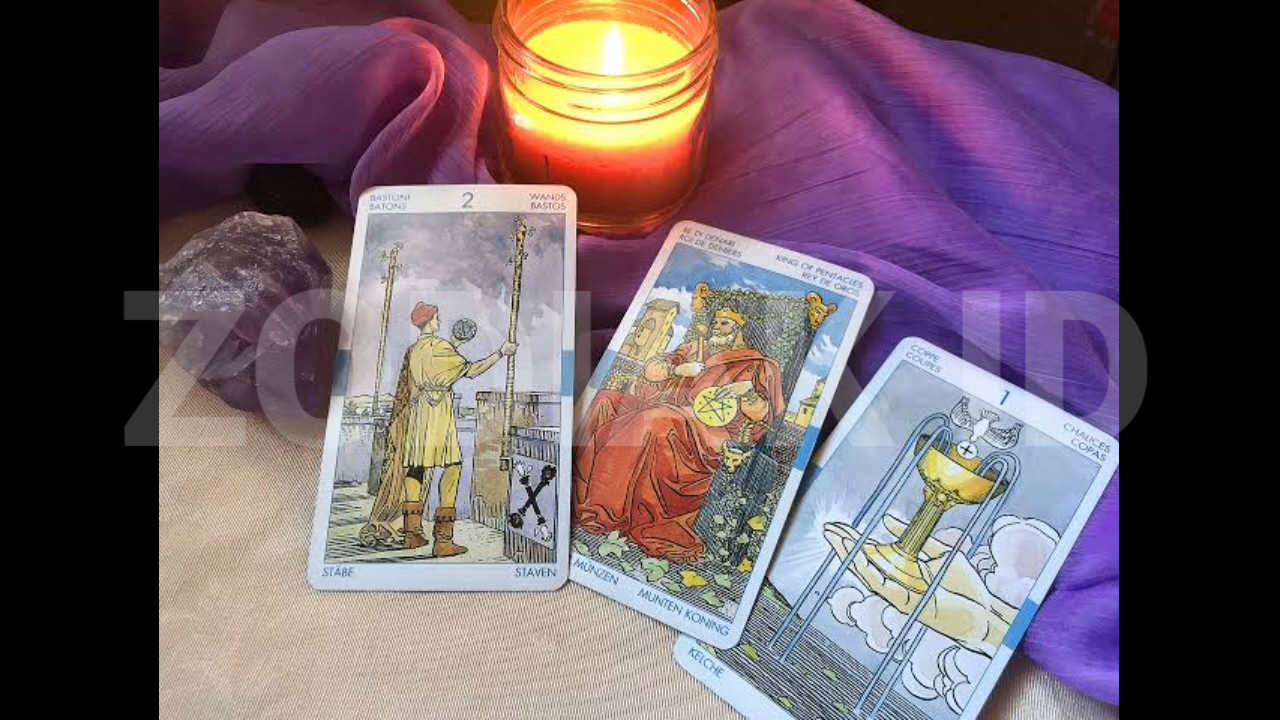 BASTONI
BATONS
2
WANDS
BASTOS
STÄBE
STAVEN
RE DI DENARI
ROI DE DENIERS
KING OF PENTACLES
REY DE OROS
MÜNZEN
MUNTEN KONING
COPPE
COUPES
1
CHALICES
COPAS
KELCHE